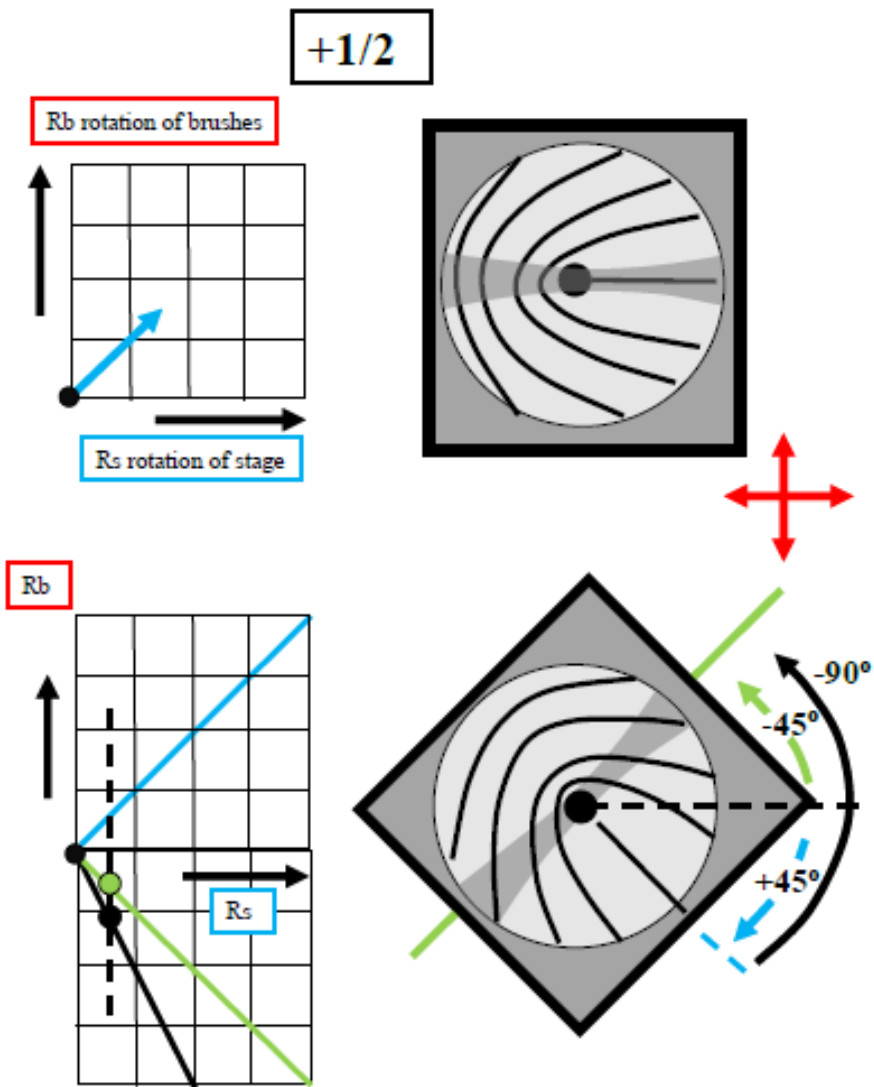 +1/2
Rb rotation of brushes
Rs rotation of stage
Rb
-90º
-45º
+45º
Rs